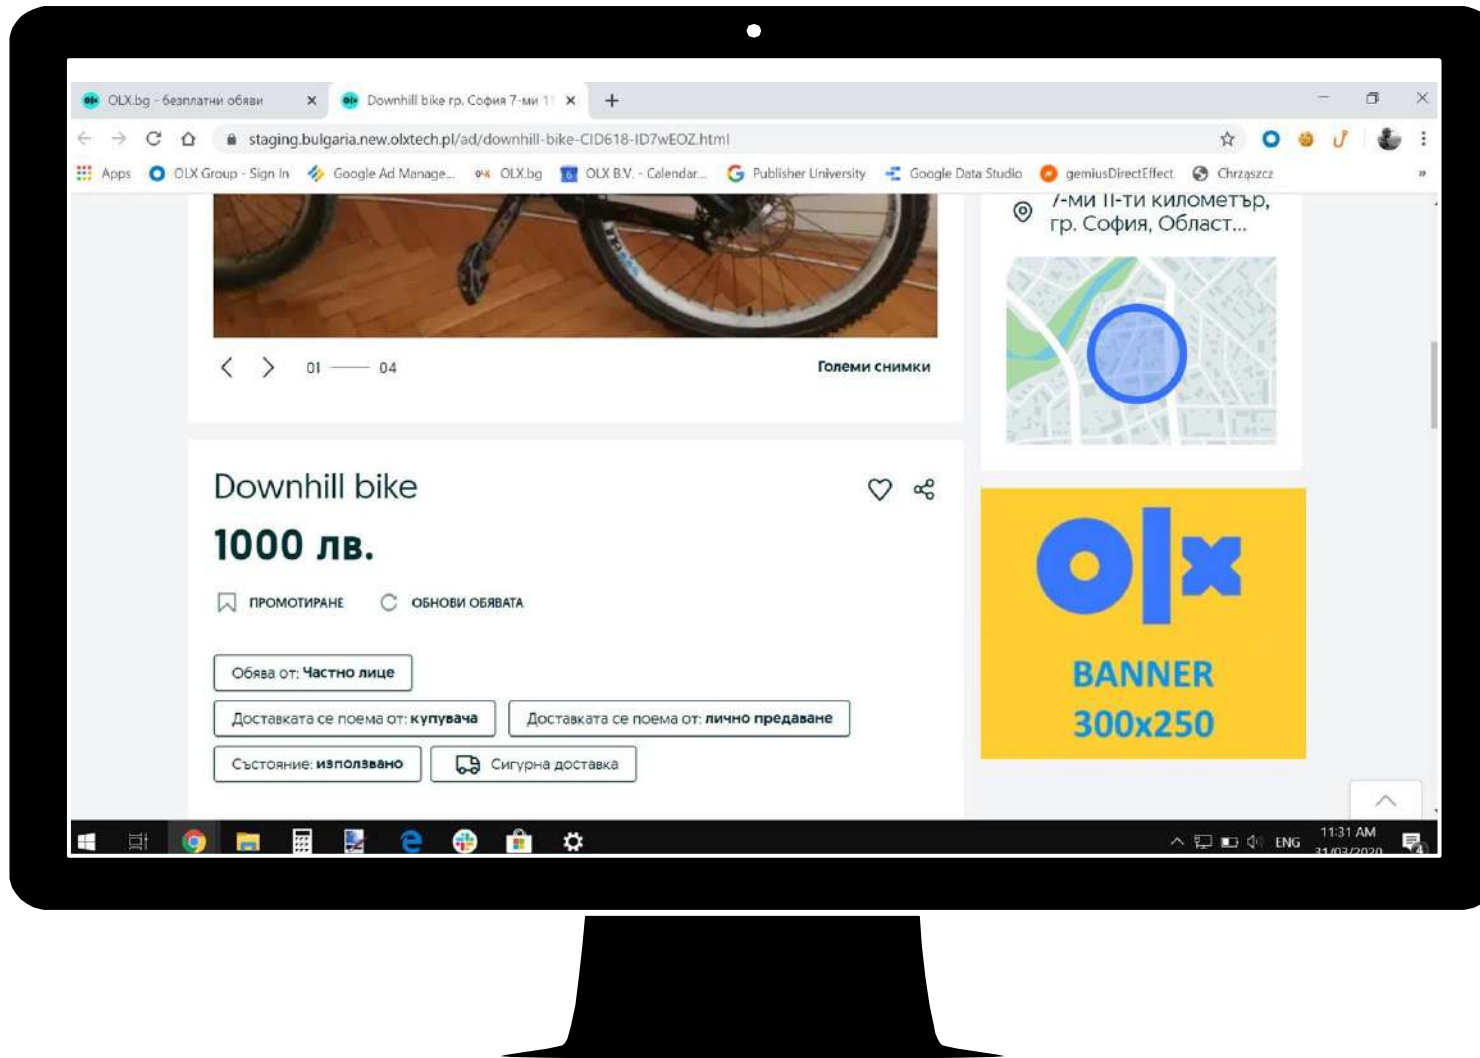 OLX.bg - безплатни обяви
Downhill bike гр. София 7-ми 1
staging.bulgaria.new.olxtech.pl/ad/downhill-bike-CID618-ID7wEOZ.html
Apps OLX Group - Sign In Google Ad Manage... OLX.bg OLX B.V. - Calendar... Publisher University Google Data Studio gemiusDirectEffect Chrząszcz »
7-ми 11-ти километър,
гр. София, Област...
01 — 04
Големи снимки
Downhill bike
1000 лв.
ПРОМОТИРАНЕ ОБНОВИ ОБЯВАТА
Обява от: Частно лице
Доставката се поема от: купувача Доставката се поема от: лично предаване
Състояние: използвано Сигурна доставка
olx
BANNER
300x250
ENG
11:31 AM
31/03/2020
4